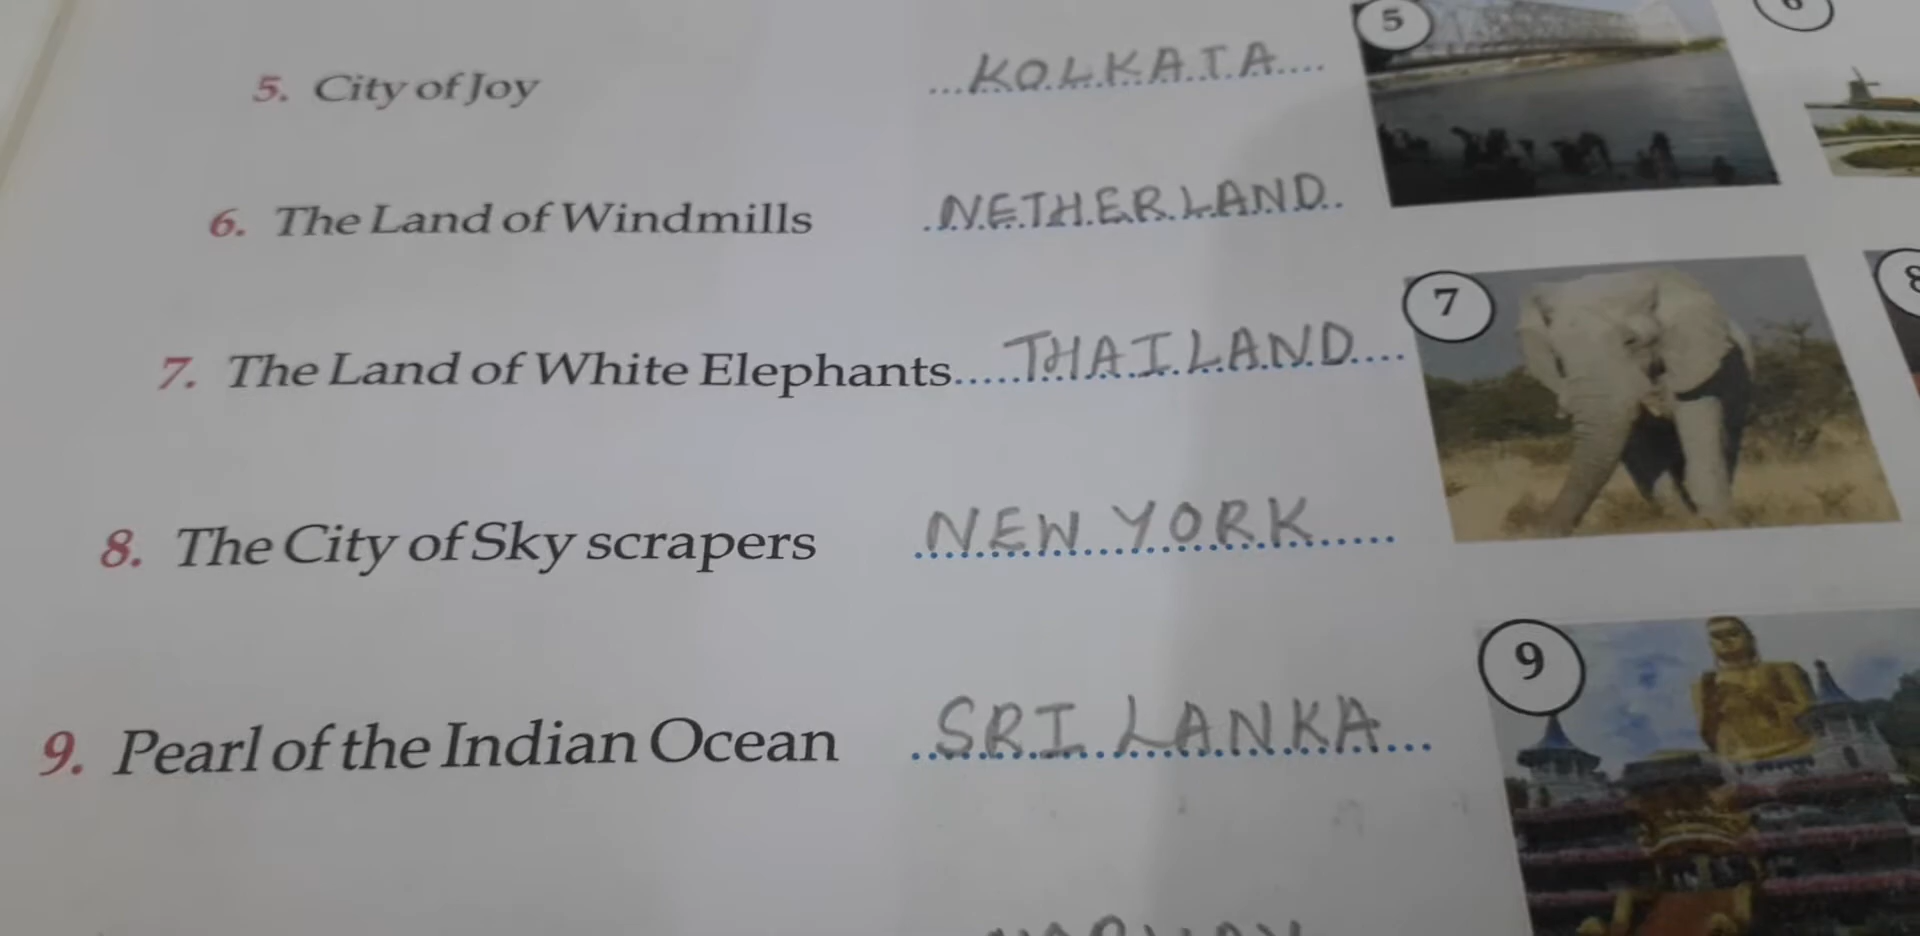 5. City of Joy ...KOLKATA.... 5
6. The Land of Windmills .NETHERLAND..
7. The Land of White Elephants.....THAILAND.... 7
8. The City of Sky scrapers NEW YORK......
9. Pearl of the Indian Ocean ..SRI LANKA... 9